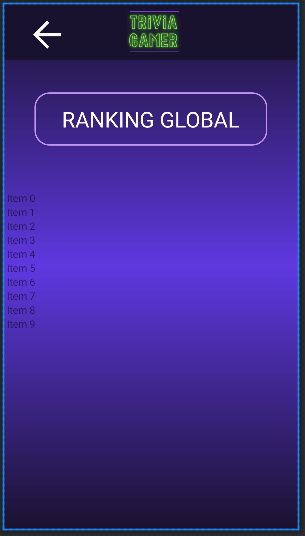 TRIVIA
GAMER
RANKING GLOBAL
Item 0
Item 1
Item 2
Item 3
Item 4
Item 5
Item 6
Item 7
Item 8
Item 9